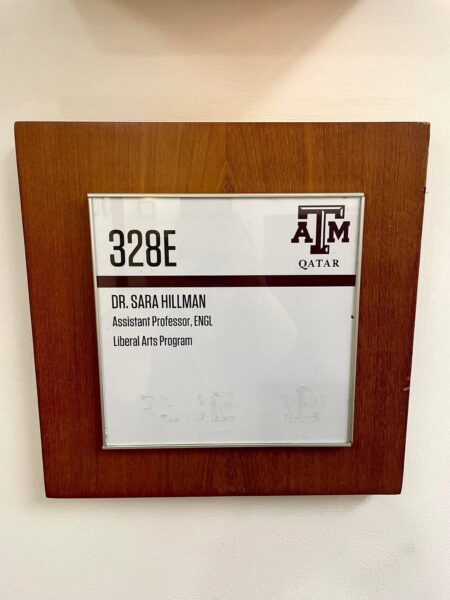 328E
ATM
QATAR
DR. SARA HILLMAN
Assistant Professor, ENGL
Liberal Arts Program